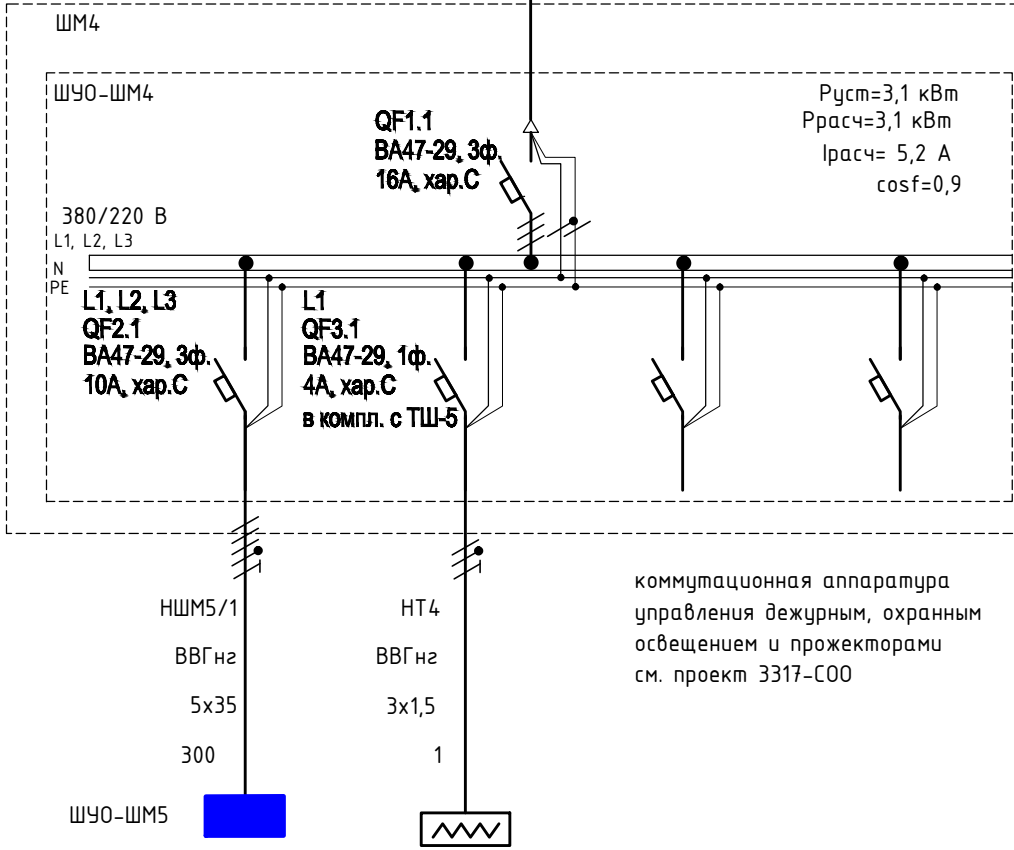 ШМ4
ШУО-ШМ4
Pуст=3,1 кВт
Pрасч=3,1 кВт
Iрасч= 5,2 А
cosf=0,9
QF1.1
ВА47-29, 3ф.
16А, хар.С
380/220 В
L1, L2, L3
N
PE
L1, L2, L3
QF2.1
ВА47-29, 3ф.
10А, хар.С
L1
QF3.1
ВА47-29, 1ф.
4А, хар.С
в компл. с ТШ-5
НШМ5/1
ВВГнг
5х35
300
ШУО-ШМ5
НТ4
ВВГнг
3х1,5
1
коммутационная аппаратура
управления дежурным, охранным
освещением и прожекторами
см. проект 3317-СОО